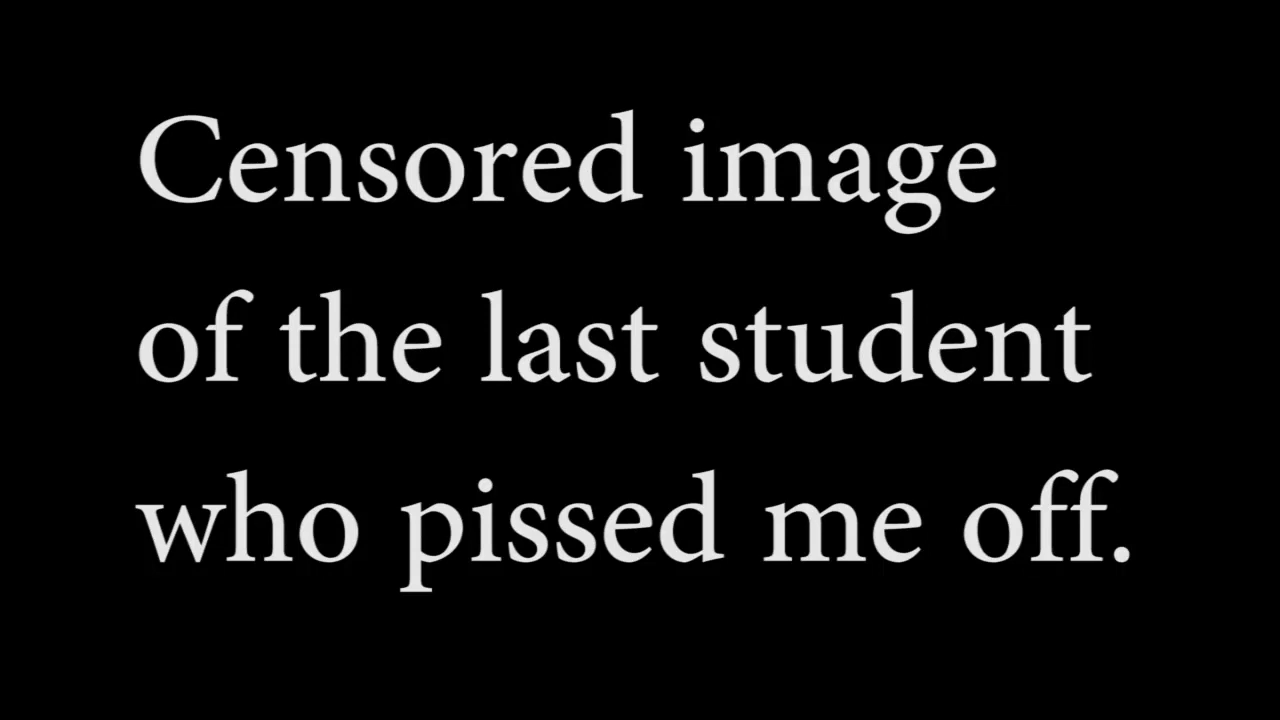 Censored image
of the last student
who pissed me off.